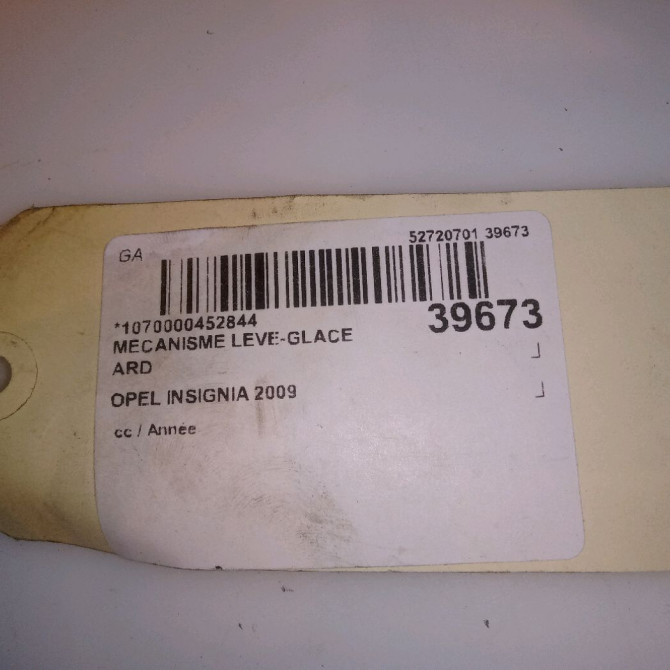 GA
52720701 39673
*1070000452844
39673
MECANISME LEVE-GLACE
ARD
OPEL INSIGNIA 2009
cc / Année